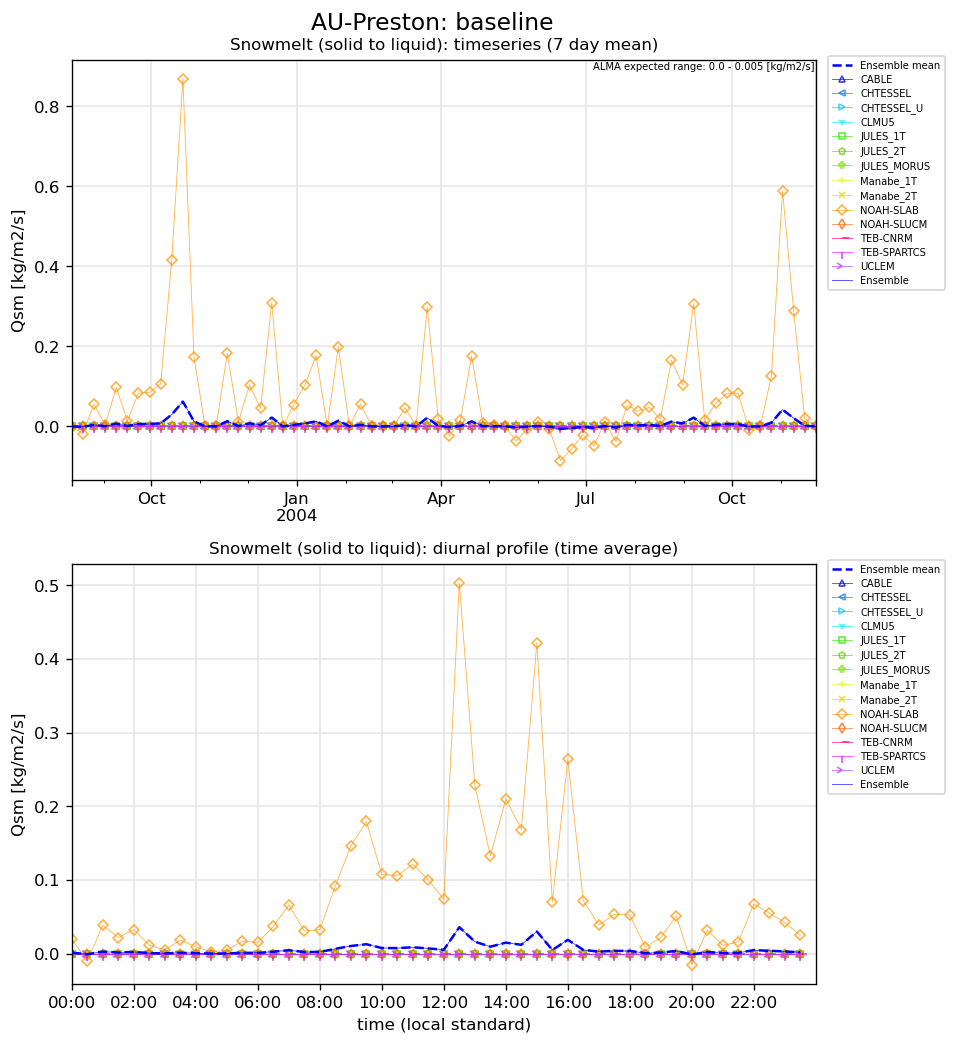 AU-Preston: baseline
Snowmelt (solid to liquid): timeseries (7 day mean)
ALMA expected range: 0.0 - 0.005 [kg/m2/s]
Qsm [kg/m2/s]
0.8
0.6
0.4
0.2
0.0
Oct
Jan
2004
Apr
Jul
Oct
Ensemble mean
CABLE
CHTESSEL
CHTESSEL_U
CLMU5
JULES_1T
JULES_2T
JULES_MORUS
Manabe_1T
Manabe_2T
NOAH-SLAB
NOAH-SLUCM
TEB-CNRM
TEB-SPARTCS
UCLEM
Ensemble
Snowmelt (solid to liquid): diurnal profile (time average)
Qsm [kg/m2/s]
0.5
0.4
0.3
0.2
0.1
0.0
00:00
02:00
04:00
06:00
08:00
10:00
12:00
14:00
16:00
18:00
20:00
22:00
time (local standard)
Ensemble mean
CABLE
CHTESSEL
CHTESSEL_U
CLMU5
JULES_1T
JULES_2T
JULES_MORUS
Manabe_1T
Manabe_2T
NOAH-SLAB
NOAH-SLUCM
TEB-CNRM
TEB-SPARTCS
UCLEM
Ensemble